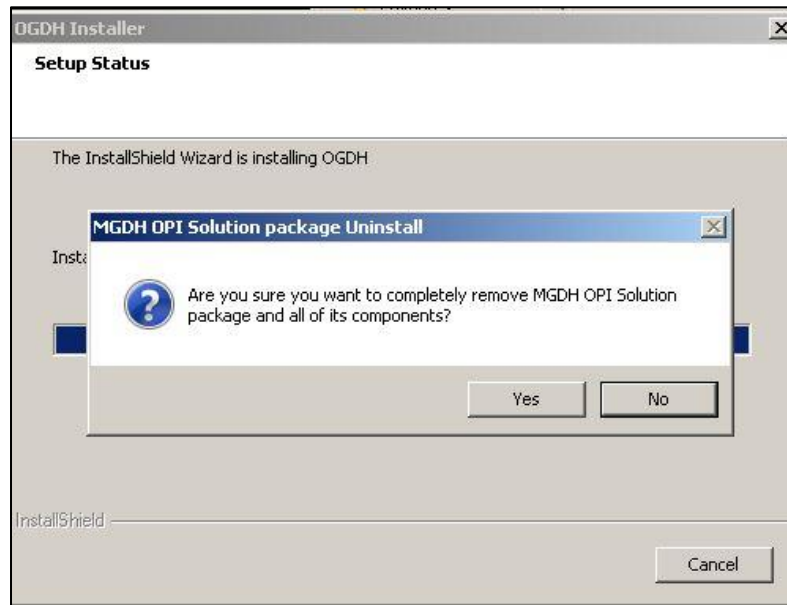 OGDH Installer
Setup Status
The InstallShield Wizard is installing OGDH
MGDH OPI Solution package Uninstall
Are you sure you want to completely remove MGDH OPI Solution
package and all of its components?
Yes
No
InstallShield
Cancel